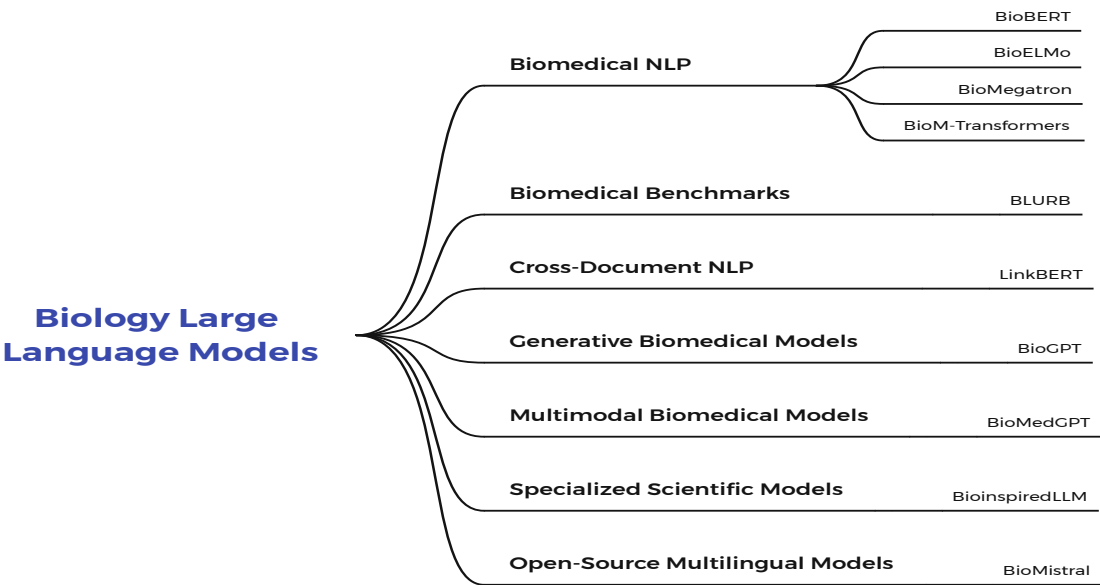 Biology Large
Language Models
Biomedical NLP
BioBERT
BioELMo
BioMegatron
BioM-Transformers
Biomedical Benchmarks
BLURB
Cross-Document NLP
LinkBERT
Generative Biomedical Models
BioGPT
Multimodal Biomedical Models
BioMedGPT
Specialized Scientific Models
BioinspiredLLM
Open-Source Multilingual Models
BioMistral